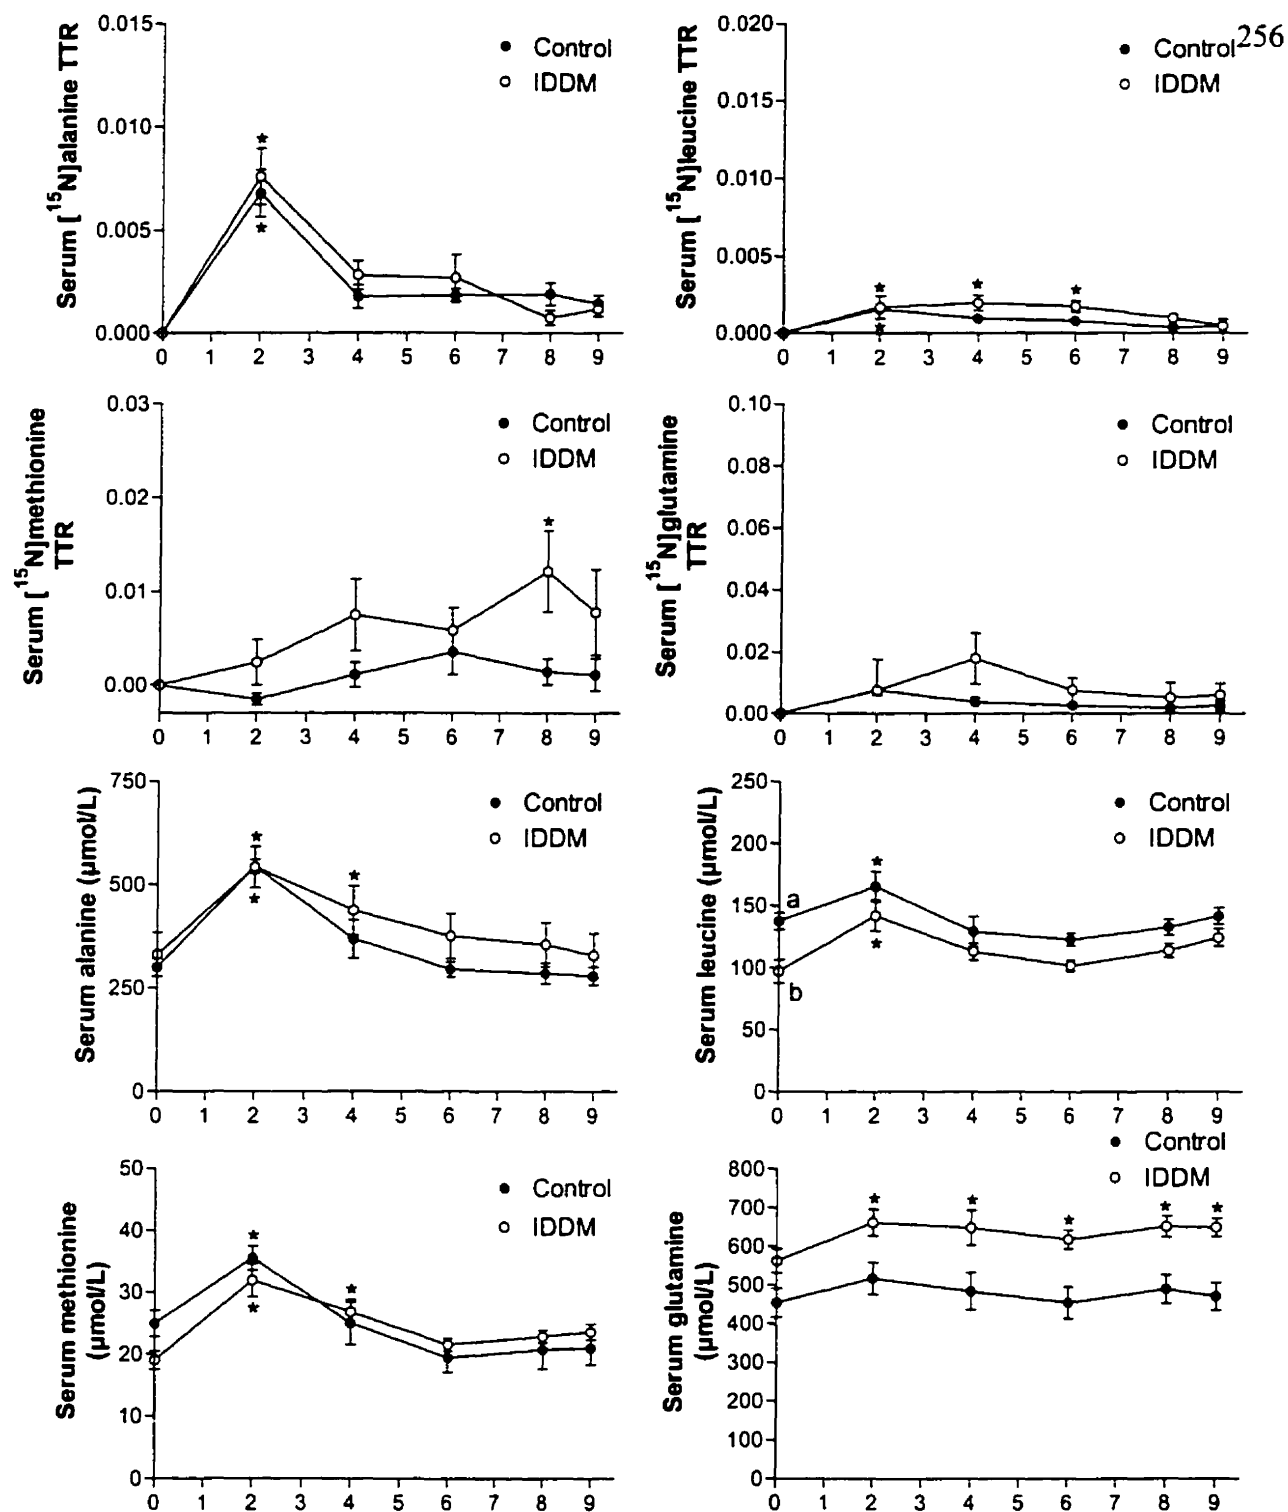 256
Serum [15N]alanine TTR
0.015
0.010
0.005
0.000
Control
IDDM
0 1 2 3 4 5 6 7 8 9
* *
Serum [15N]leucine TTR
0.020
0.015
0.010
0.005
0.000
Control
IDDM
0 1 2 3 4 5 6 7 8 9
* * *
*
Serum [15N]methionine
TTR
0.03
0.02
0.01
0.00
Control
IDDM
0 1 2 3 4 5 6 7 8 9
*
Serum [15N]glutamine
TTR
0.10
0.08
0.06
0.04
0.02
0.00
Control
IDDM
0 1 2 3 4 5 6 7 8 9
Serum alanine (µmol/L)
750
500
250
0
Control
IDDM
0 1 2 3 4 5 6 7 8 9
* *
*
Serum leucine (µmol/L)
250
200
150
100
50
0
Control
IDDM
a
b
0 1 2 3 4 5 6 7 8 9
*
*
Serum methionine
(µmol/L)
50
40
30
20
10
0
Control
IDDM
0 1 2 3 4 5 6 7 8 9
* *
*
Serum glutamine
(µmol/L)
800
700
600
500
400
300
200
100
0
Control
IDDM
0 1 2 3 4 5 6 7 8 9
* * * * *